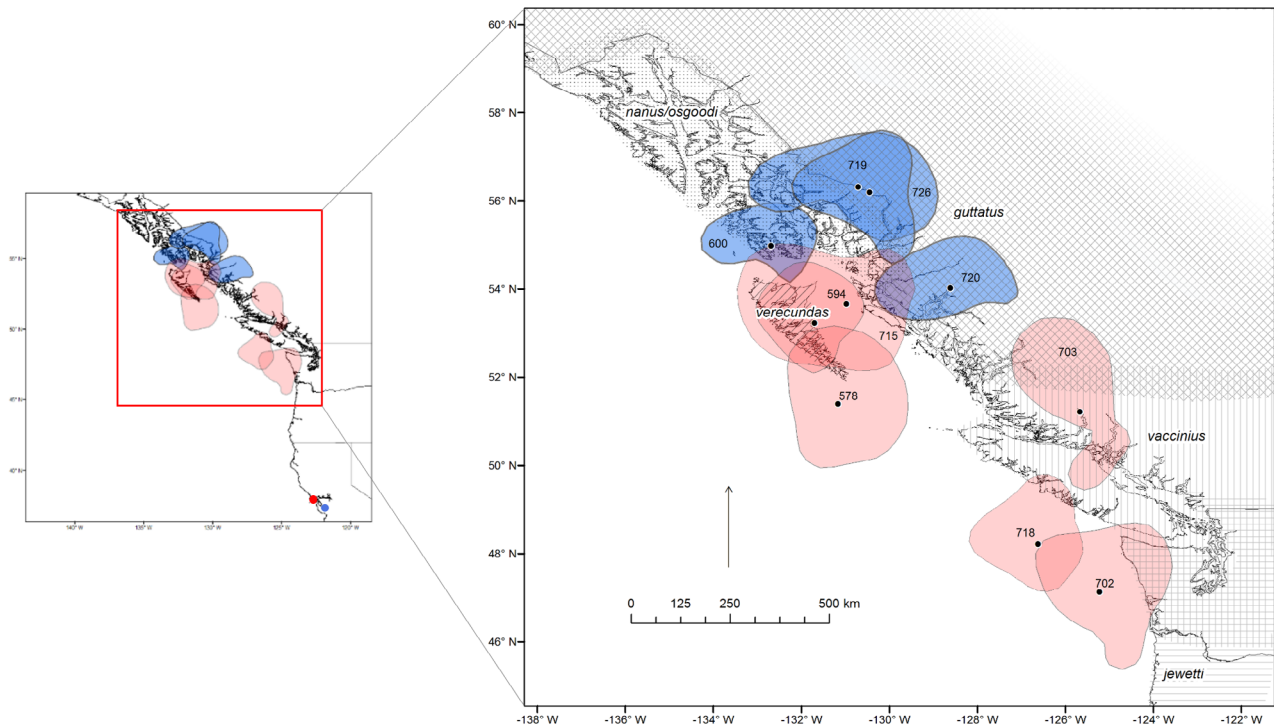 60° N
58° N
56° N
54° N
52° N
50° N
48° N
46° N
nanus/osgoodi
719
726
guttatus
600
720
594
verecundas
715
703
578
vaccinius
718
702
jewetti
0 125 250 500 km
-138° W -136° W -134° W -132° W -130° W -128° W -126° W -124° W -122° W
140° W 130° W 120° W